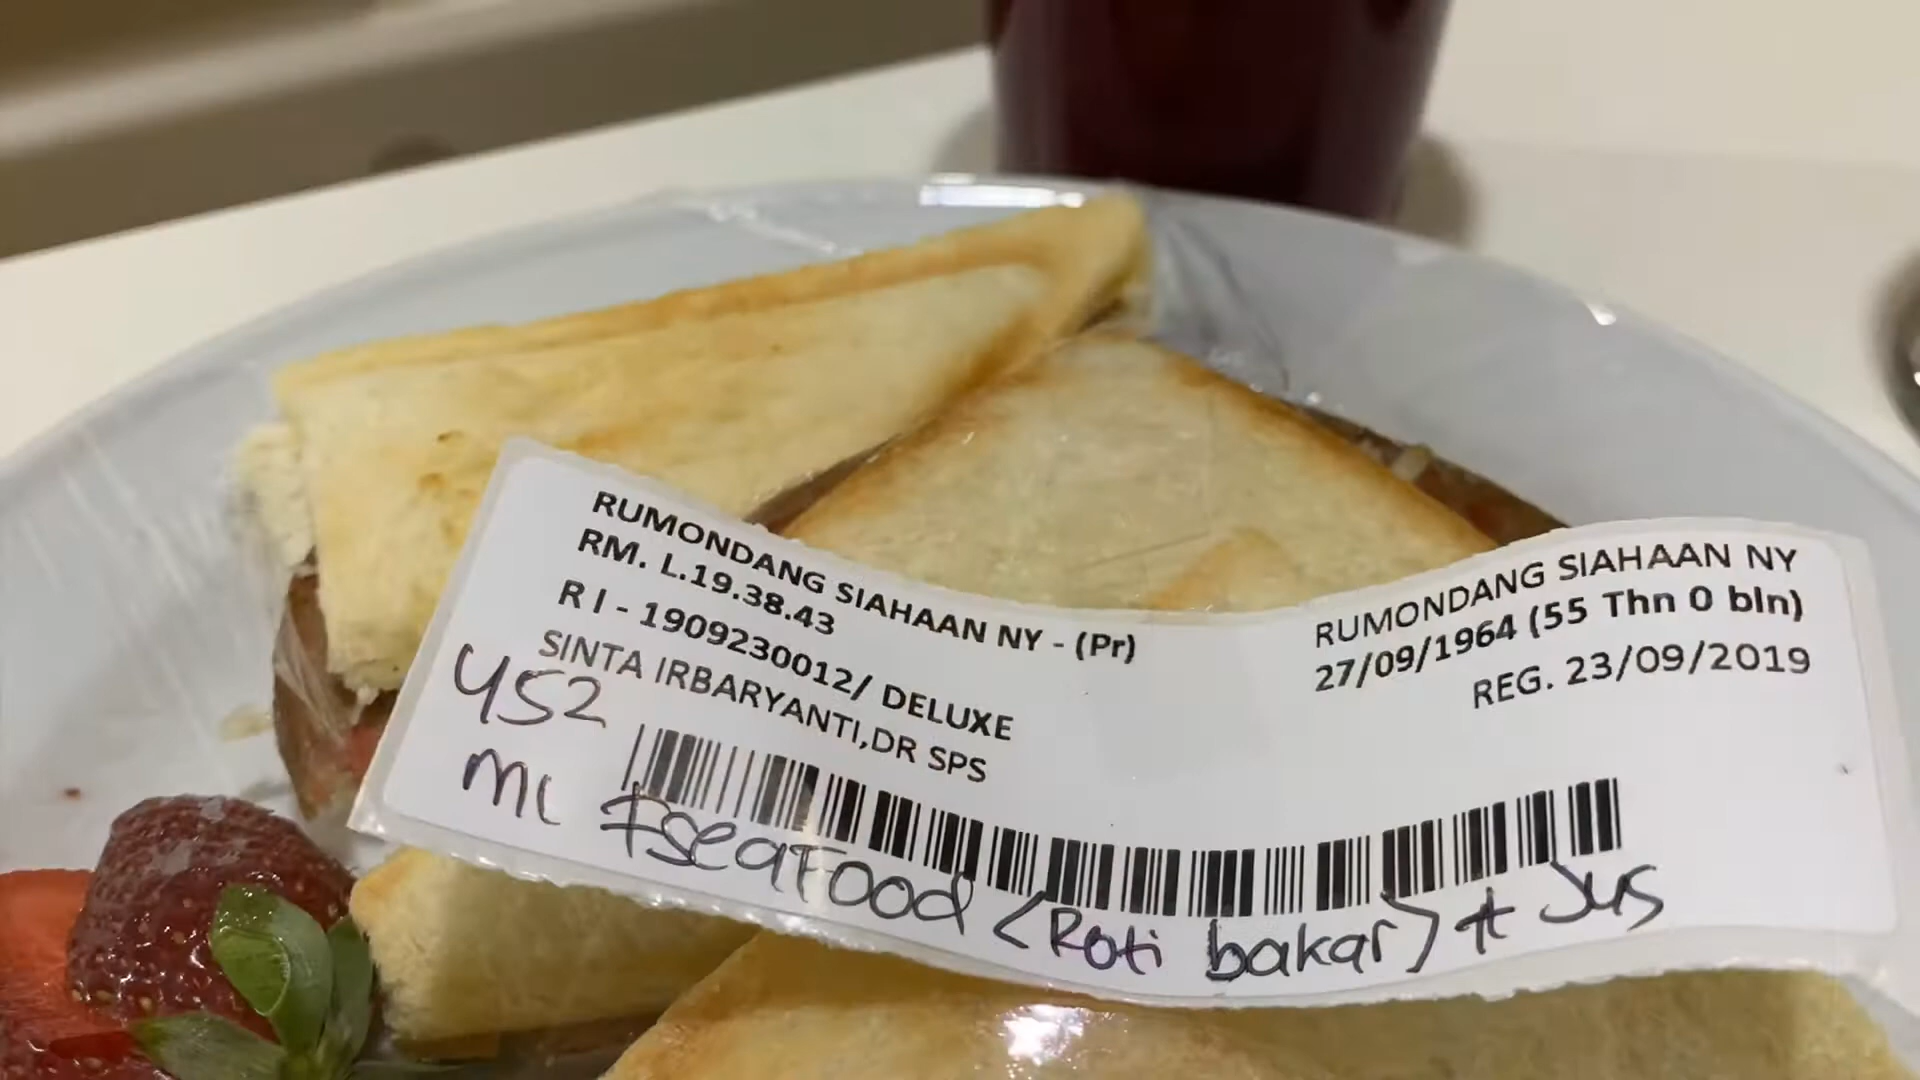 RUMONDANG SIAHAAN NY - (Pr)
RM. L.19.38.43
R I - 1909230012/ DELUXE
SINTA IRBARYANTI,DR SPS
RUMONDANG SIAHAAN NY
27/09/1964 (55 Thn 0 bln)
REG. 23/09/2019
452
ML
seaFood <Roti bakar> + Jus